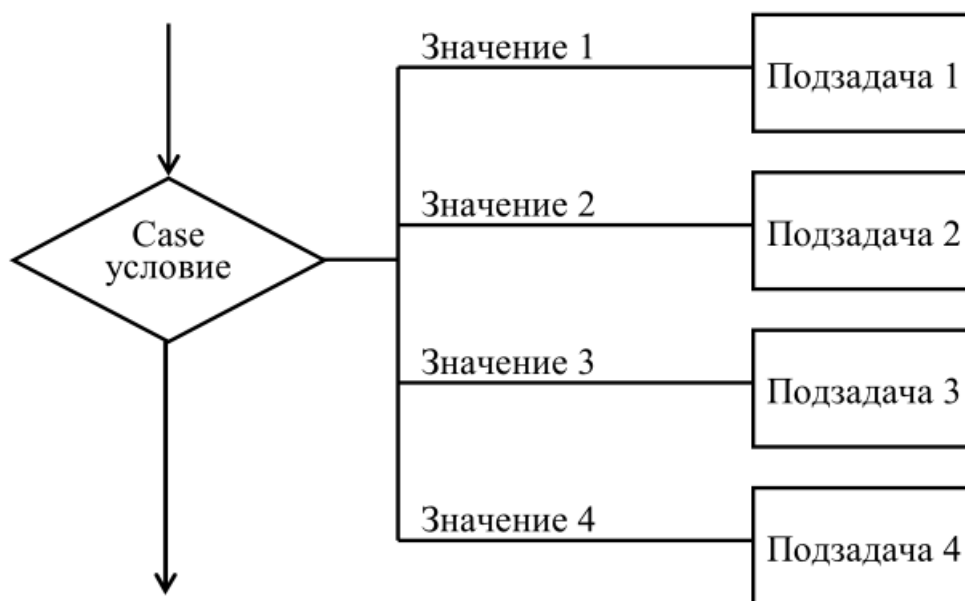 Значение 1
Подзадача 1
Значение 2
Подзадача 2
Case
условие
Значение 3
Подзадача 3
Значение 4
Подзадача 4